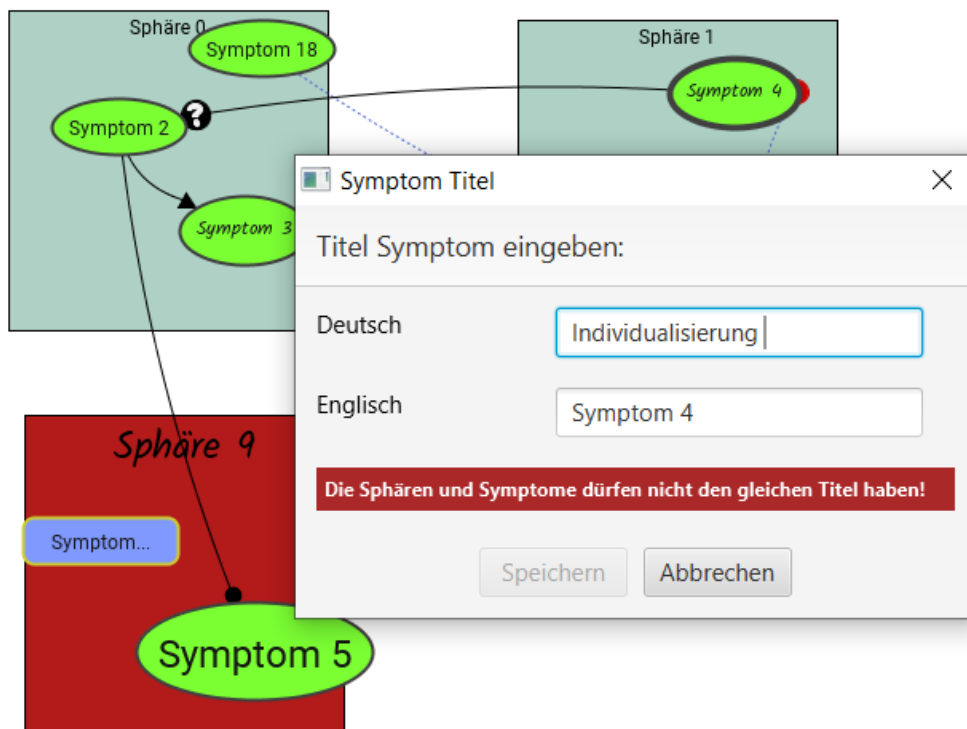 Sphäre 0
Symptom 18
Sphäre 1
Symptom 4
?
Symptom 2
Symptom 3
Symptom Titel
Titel Symptom eingeben:
Deutsch
Individualisierung
Englisch
Symptom 4
Die Sphären und Symptome dürfen nicht den gleichen Titel haben!
Speichern
Abbrechen
Sphäre 9
Symptom...
Symptom 5